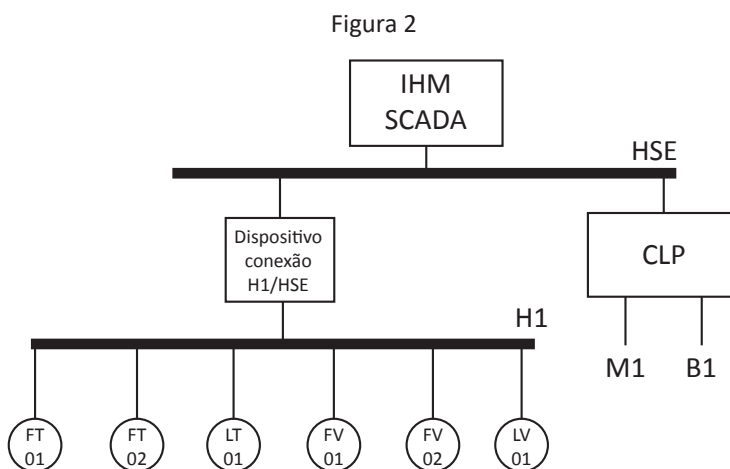 Figura 2
IHM
SCADA
HSE
Dispositivo
conexão
H1/HSE
CLP
H1
M1 B1
FT
01
FT
02
LT
01
FV
01
FV
02
LV
01